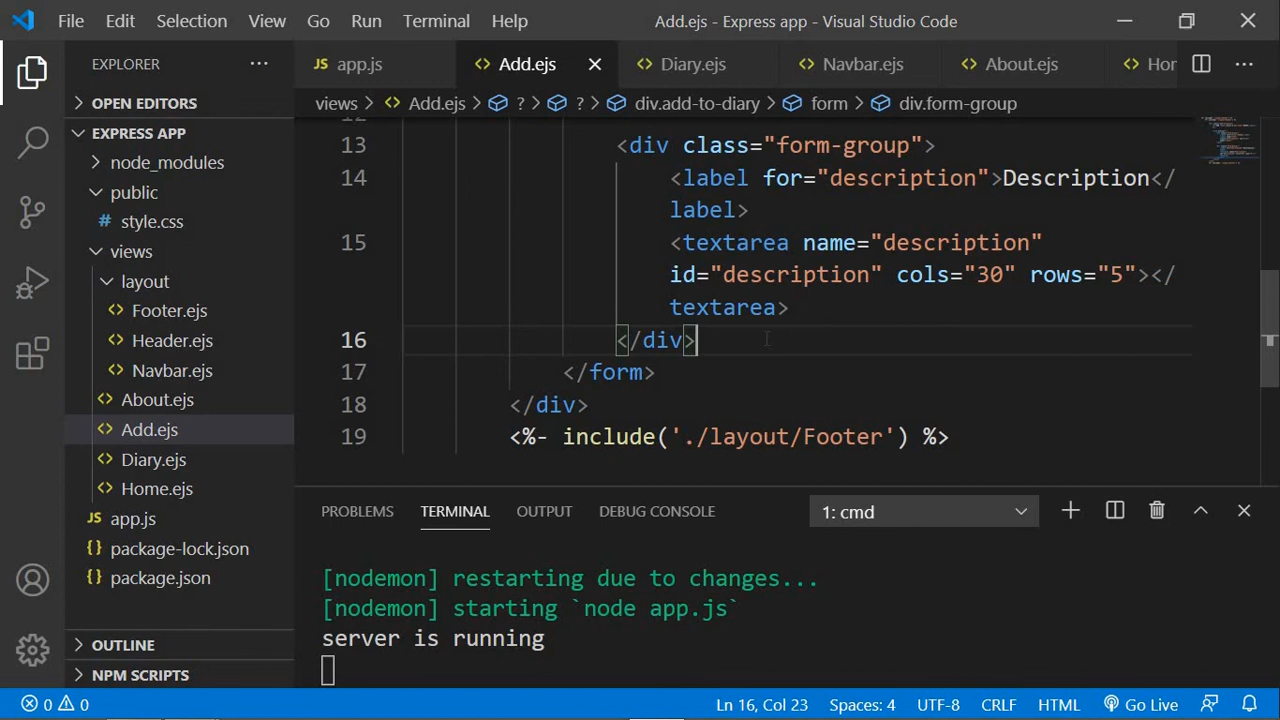 File Edit Selection View Go Run Terminal Help Add.ejs - Express app - Visual Studio Code
EXPLORER
OPEN EDITORS
EXPRESS APP
node_modules
public
# style.css
views
layout
<> Footer.ejs
<> Header.ejs
<> Navbar.ejs
<> About.ejs
<> Add.ejs
<> Diary.ejs
<> Home.ejs
JS app.js
{} package-lock.json
{} package.json
OUTLINE
NPM SCRIPTS
JS app.js <> Add.ejs <> Diary.ejs <> Navbar.ejs <> About.ejs <> Hor
views > <> Add.ejs > ? > ? > div.add-to-diary > form > div.form-group
12
13 <div class="form-group">
14 <label for="description">Description</
label>
15 <textarea name="description"
id="description" cols="30" rows="5"></
textarea>
16 </div>
17 </form>
18 </div>
19 <%- include('./layout/Footer') %>
PROBLEMS TERMINAL OUTPUT DEBUG CONSOLE 1: cmd
[nodemon] restarting due to changes...
[nodemon] starting `node app.js`
server is running
0 0 Ln 16, Col 23 Spaces: 4 UTF-8 CRLF HTML Go Live